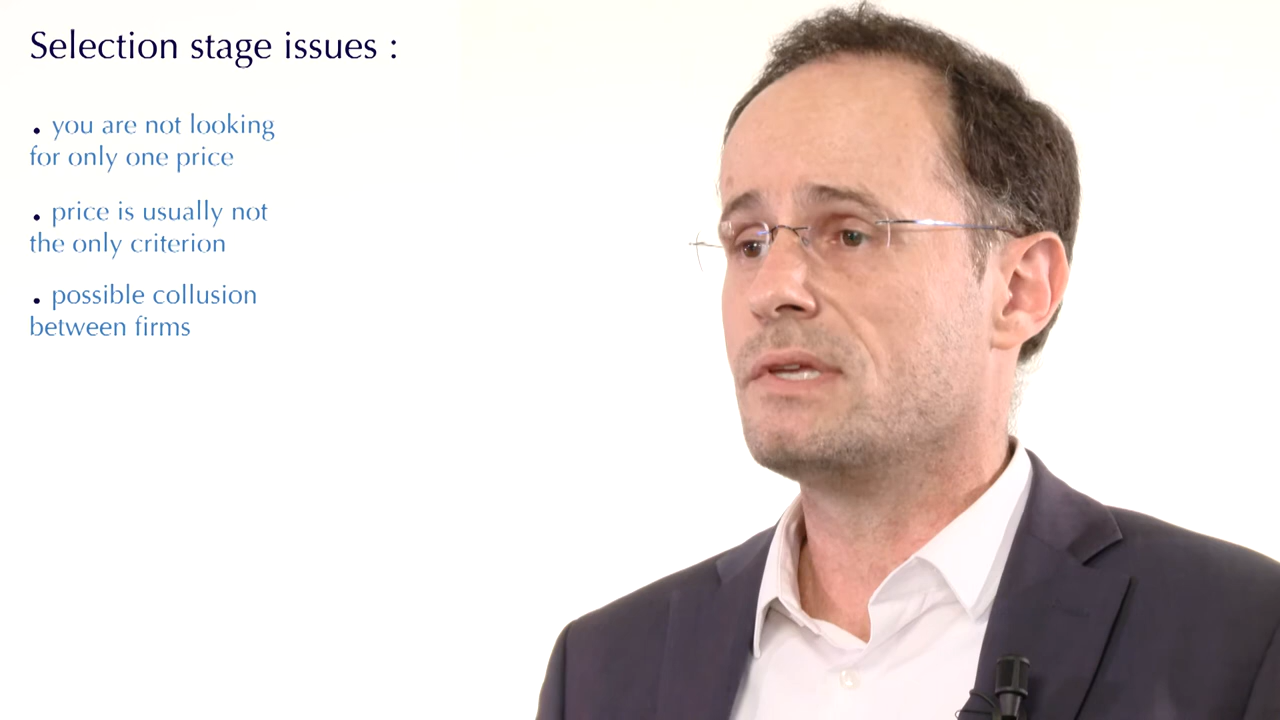 Selection stage issues :
. you are not looking
for only one price
. price is usually not
the only criterion
. possible collusion
between firms